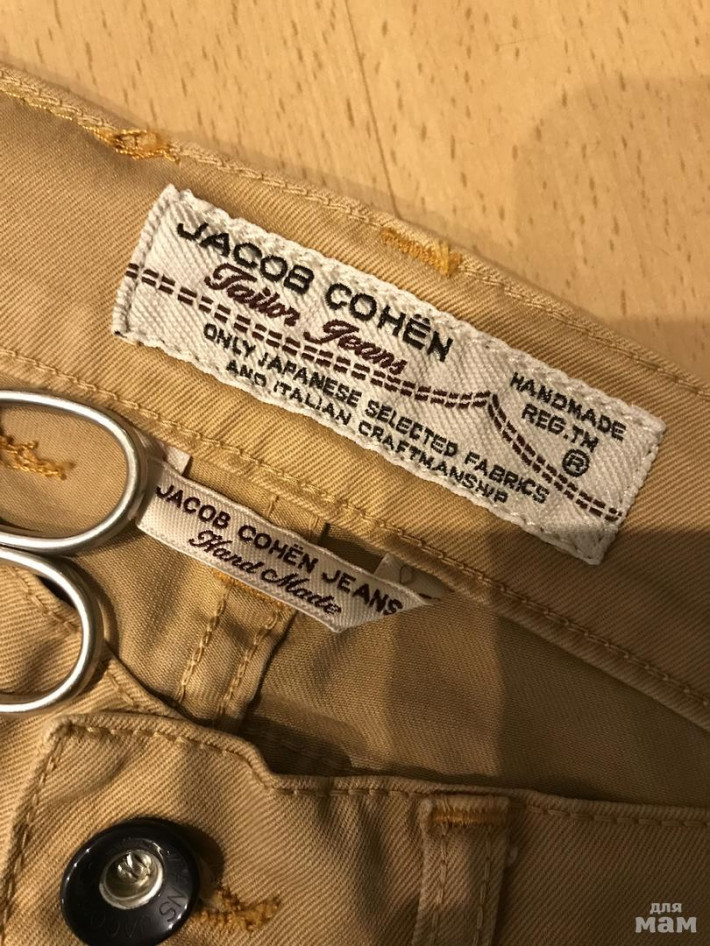 JACOB COHËN
Tailor Jeans
ONLY JAPANESE SELECTED FABRICS
AND ITALIAN CRAFTMANSHIP
HANDMADE
REG.TM
®
JACOB COHËN JEANS
Hand Made
для
мам